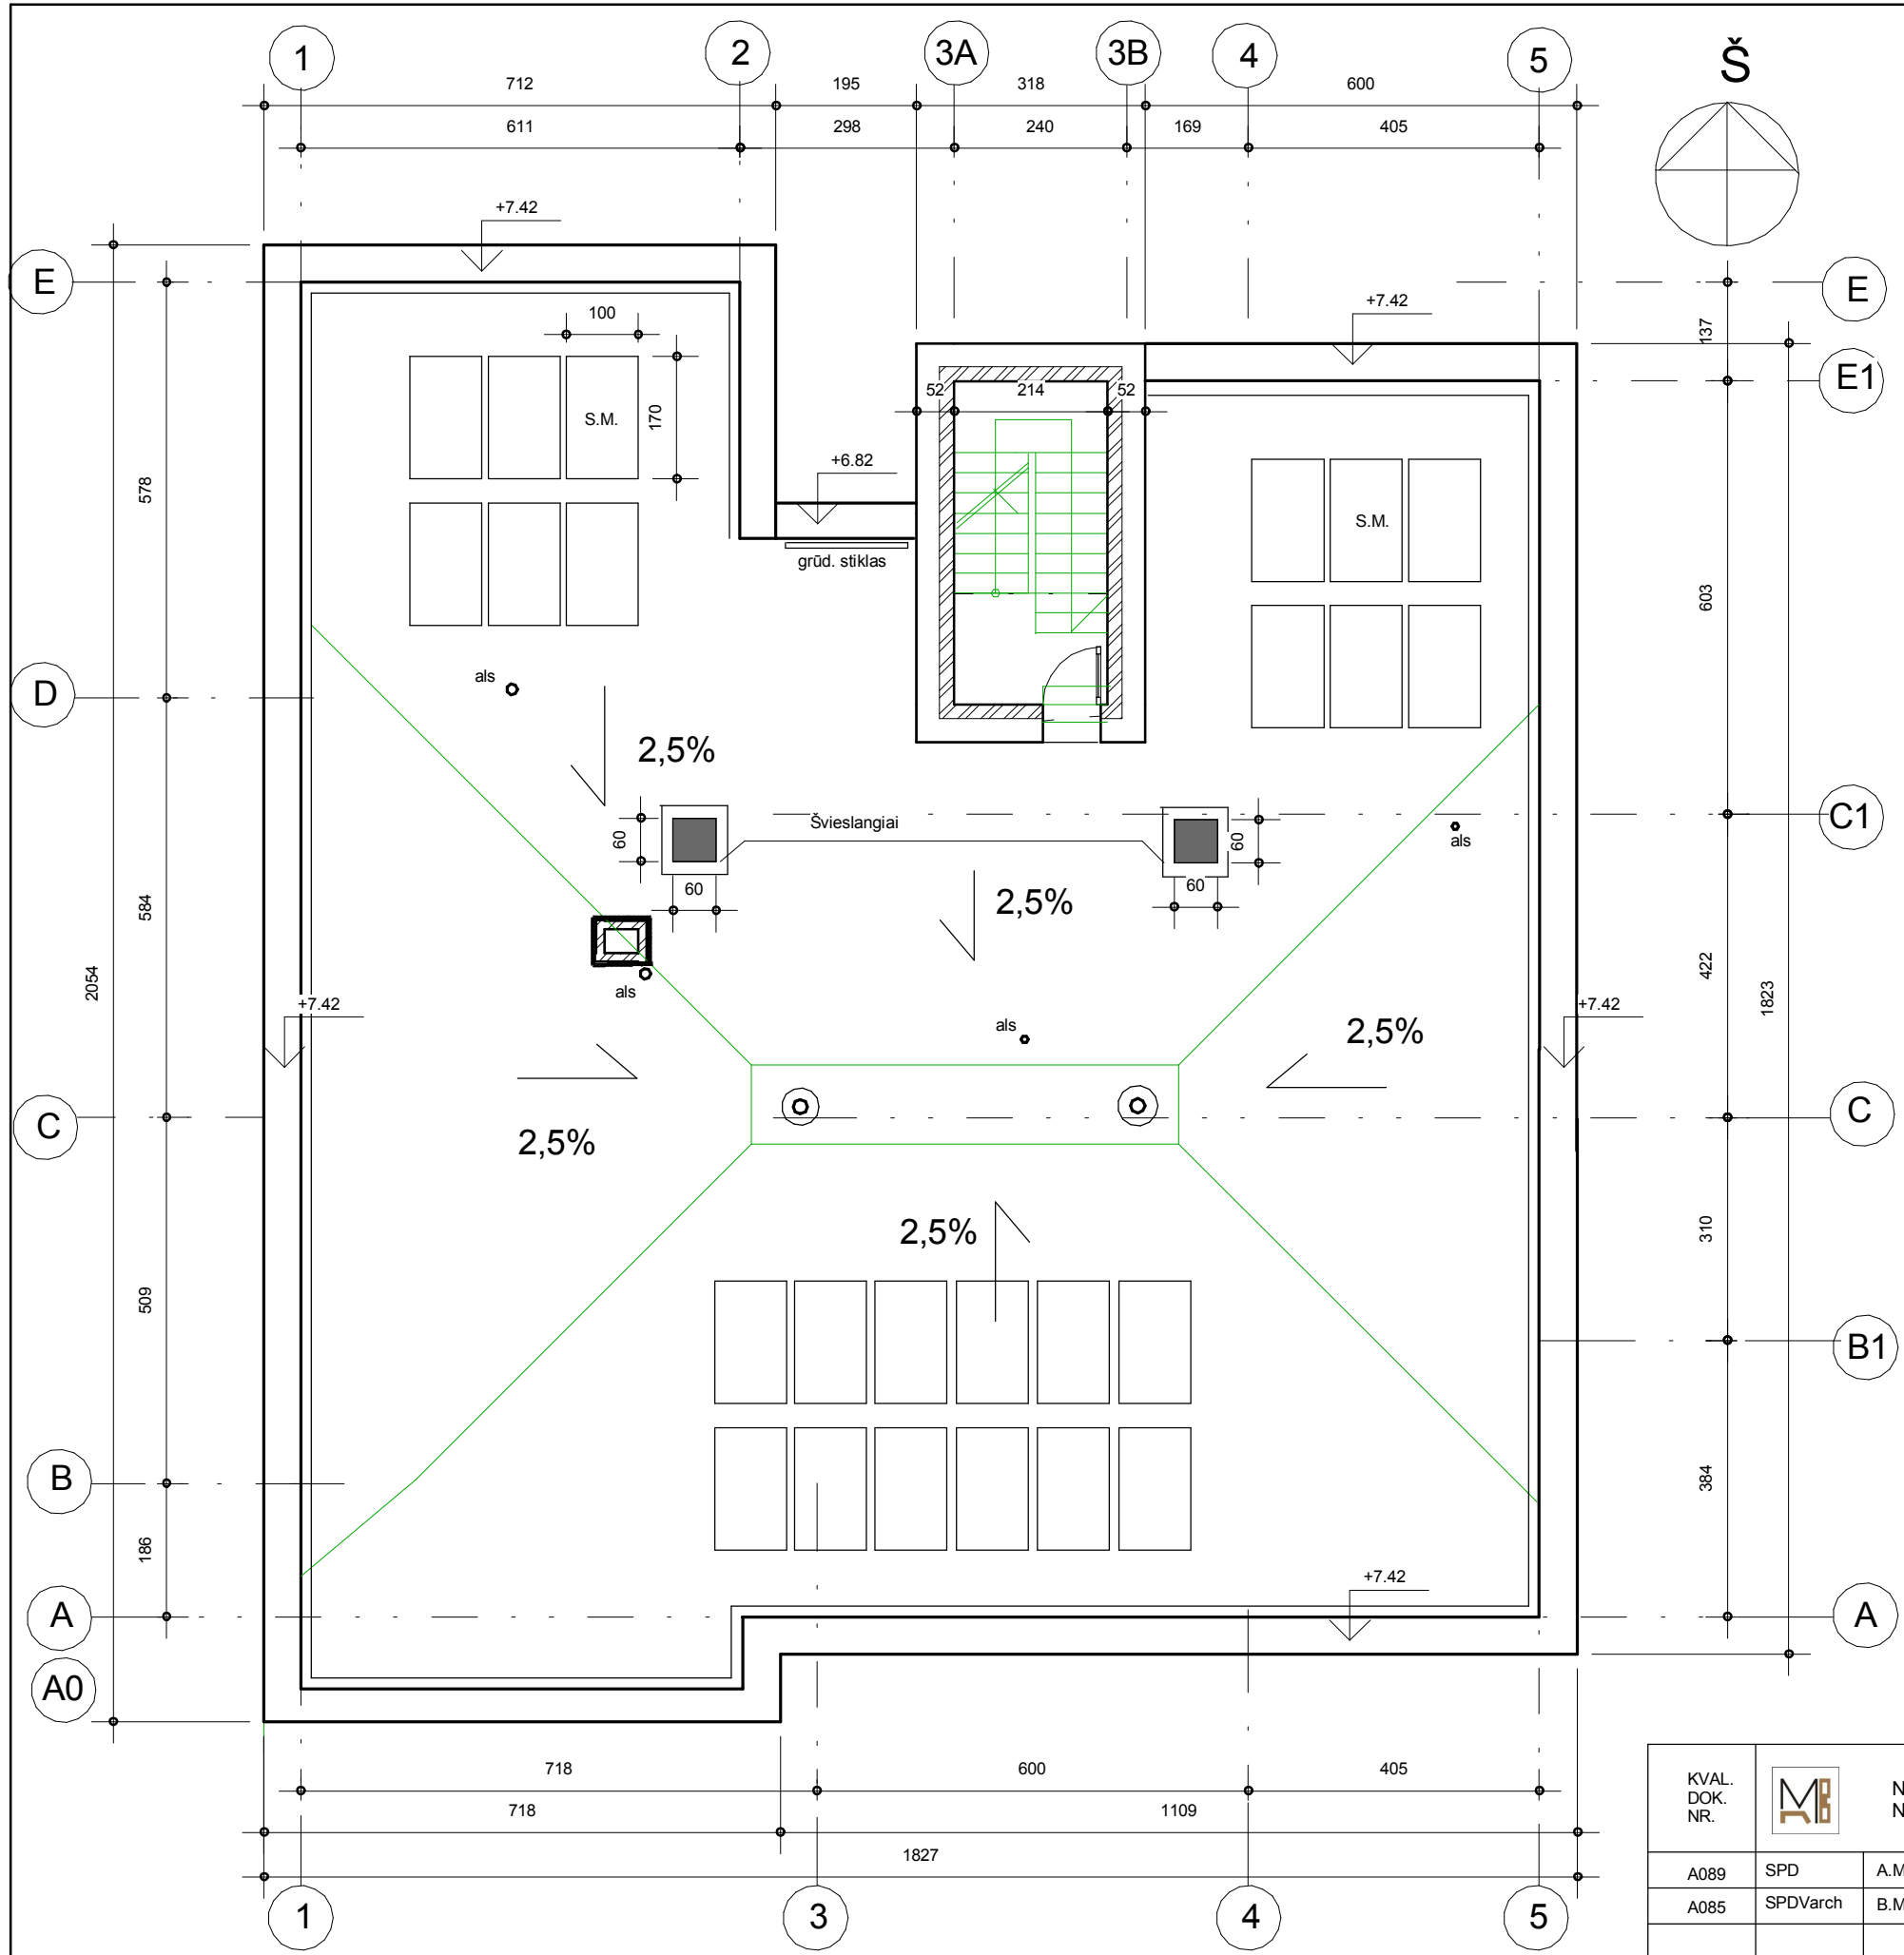 1 2 3A 3B 4 5 Š
712 195 318 600
611 298 240 169 405
+7.42
E E
+7.42
100
137
E1
52 214 52
S.M. 170
+6.82
578
S.M.
grūd. stiklas
603
als
D
2,5%
Švieslangiai
C1
60 60
als
60 60
2,5%
584
422
2054
als
+7.42 +7.42
1823
als
2,5%
C C
2,5%
2,5%
310
509
B1
B
384
186
+7.42
A A
A0
718 600 405
718 1109
1827
1 3 4 5
KVAL.
DOK.
NR.
N
N
A089 SPD A.M
A085 SPDVarch B.M